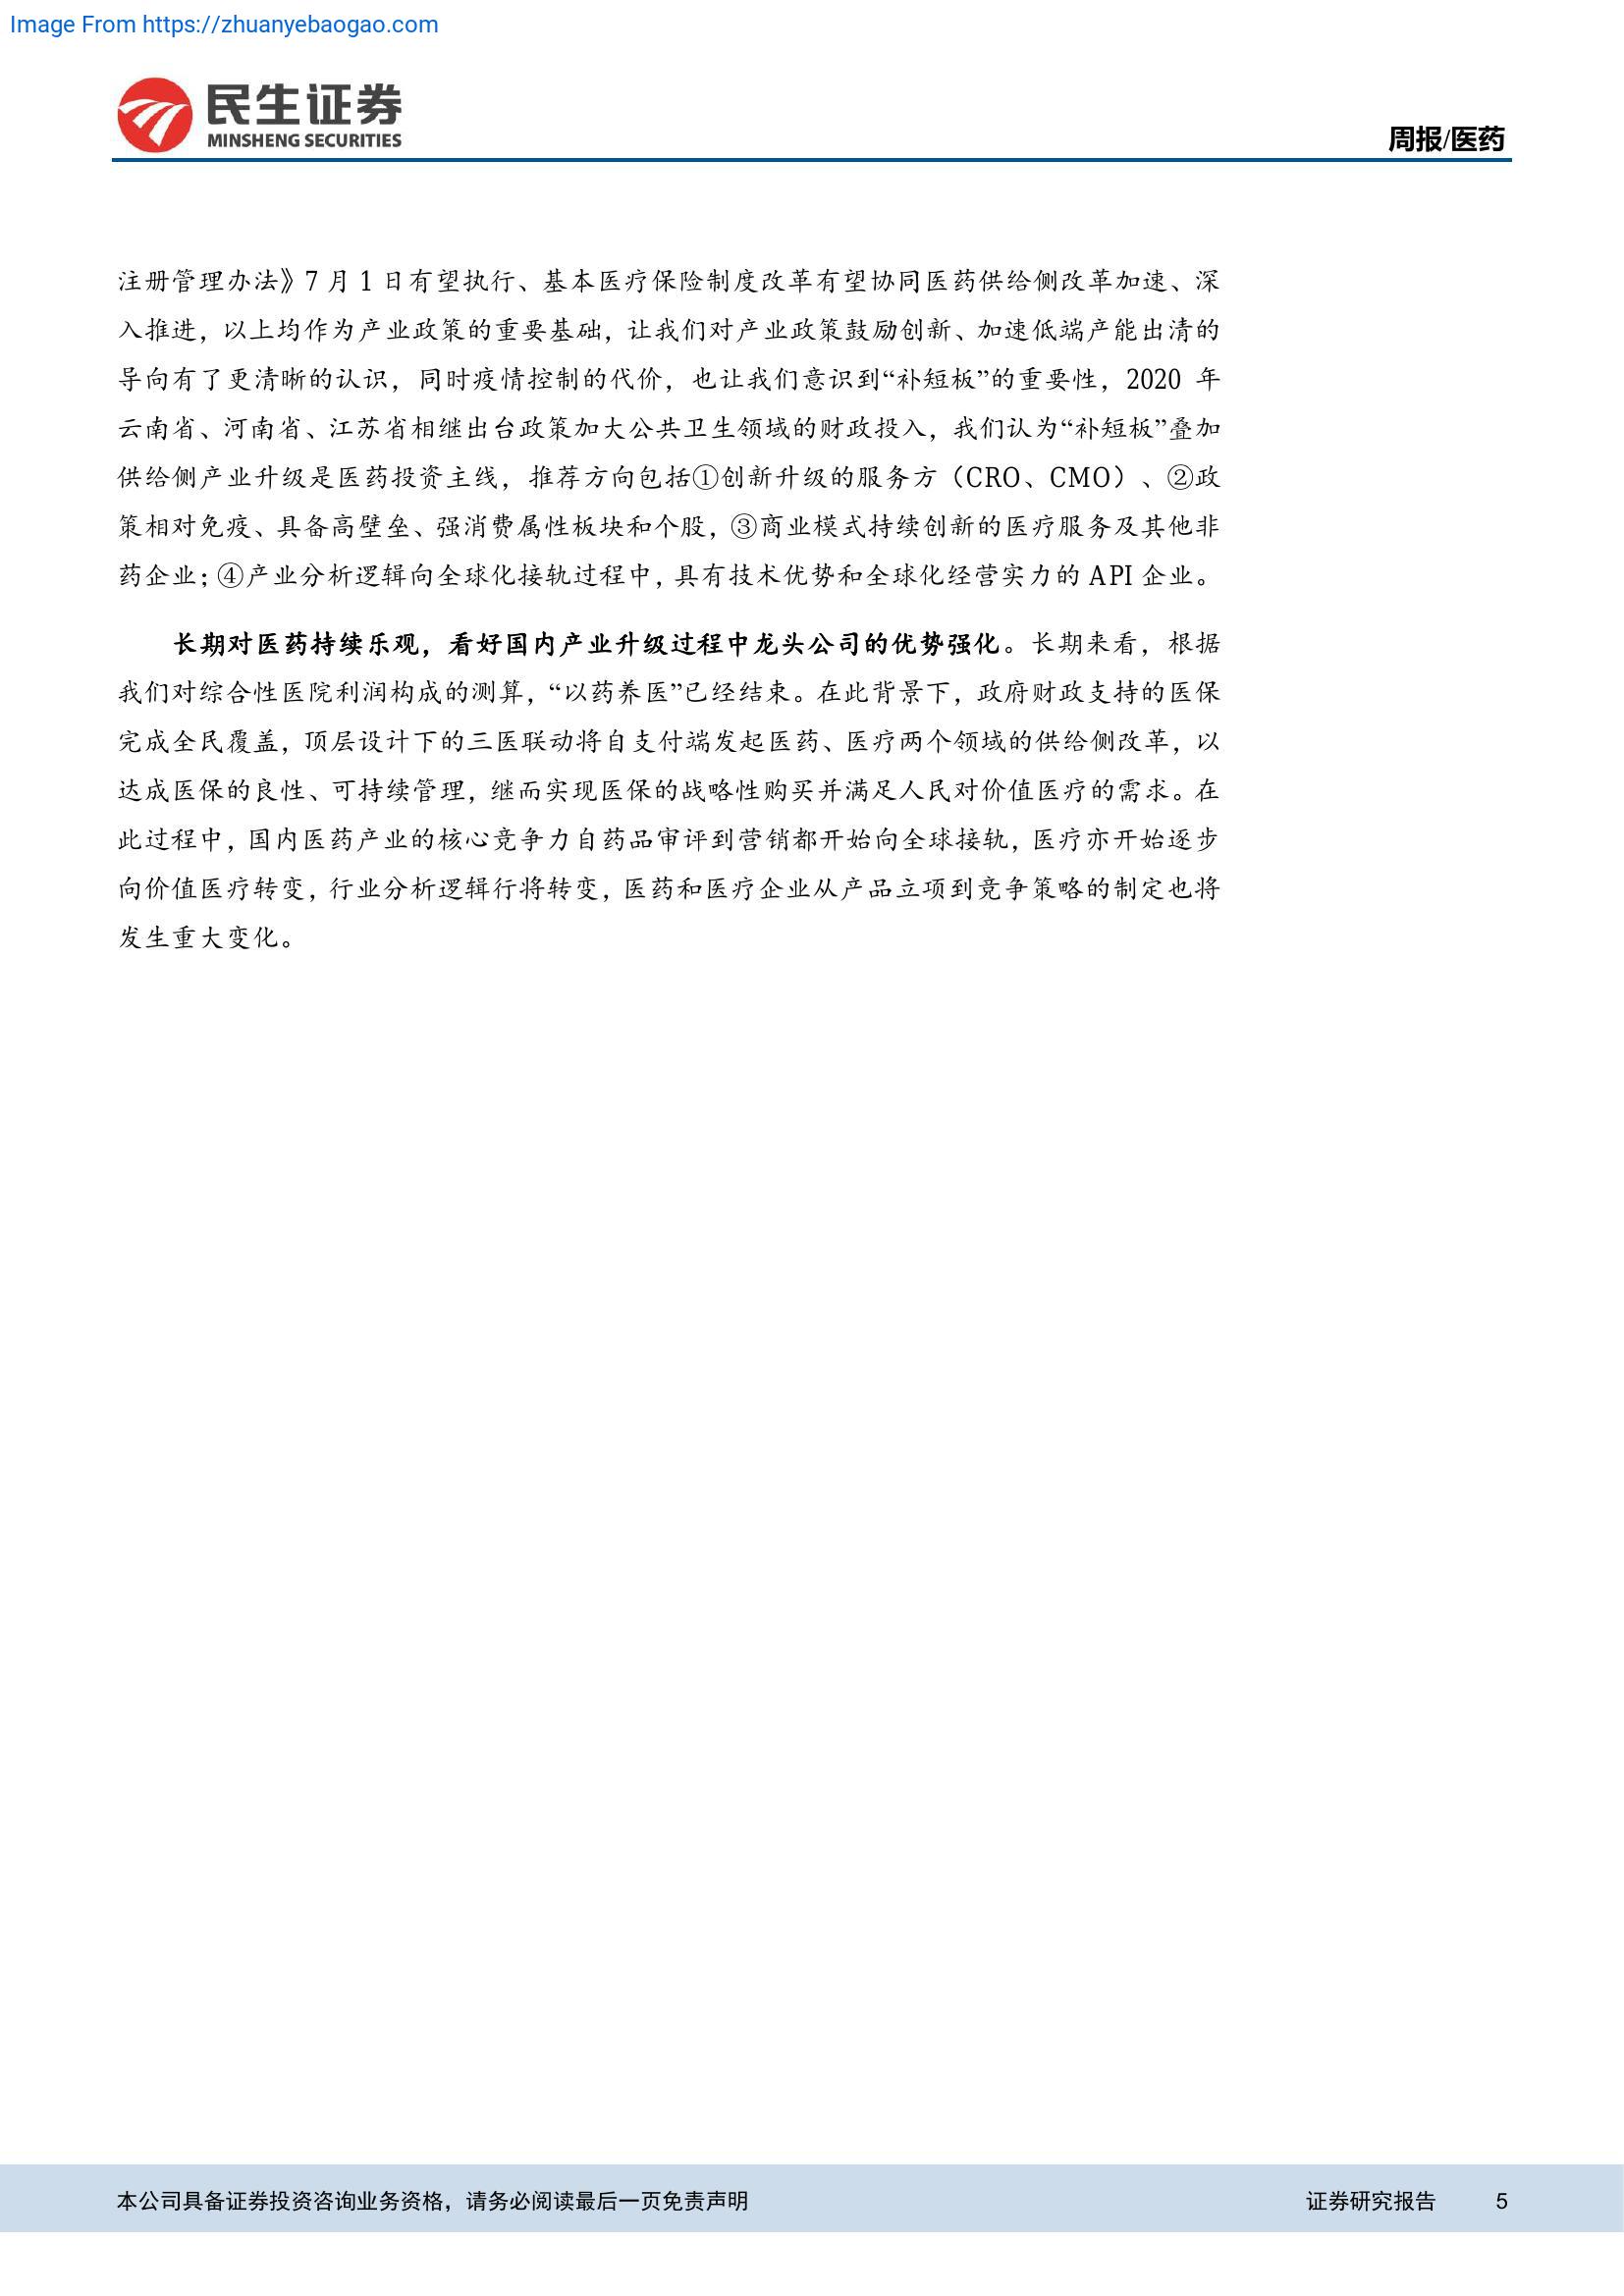 Image From https://zhuanyebaogao.com
民生证券
MINSHENG SECURITIES
周报/医药
注册管理办法》7 月 1 日有望执行、基本医疗保险制度改革有望协同医药供给侧改革加速、深
入推进，以上均作为产业政策的重要基础，让我们对产业政策鼓励创新、加速低端产能出清的
导向有了更清晰的认识，同时疫情控制的代价，也让我们意识到“补短板”的重要性，2020 年
云南省、河南省、江苏省相继出台政策加大公共卫生领域的财政投入，我们认为“补短板”叠加
供给侧产业升级是医药投资主线，推荐方向包括①创新升级的服务方（CRO、CMO）、②政
策相对免疫、具备高壁垒、强消费属性板块和个股，③商业模式持续创新的医疗服务及其他非
药企业；④产业分析逻辑向全球化接轨过程中，具有技术优势和全球化经营实力的 API 企业。
长期对医药持续乐观，看好国内产业升级过程中龙头公司的优势强化。长期来看，根据
我们对综合性医院利润构成的测算，“以药养医”已经结束。在此背景下，政府财政支持的医保
完成全民覆盖，顶层设计下的三医联动将自支付端发起医药、医疗两个领域的供给侧改革，以
达成医保的良性、可持续管理，继而实现医保的战略性购买并满足人民对价值医疗的需求。在
此过程中，国内医药产业的核心竞争力自药品审评到营销都开始向全球接轨，医疗亦开始逐步
向价值医疗转变，行业分析逻辑行将转变，医药和医疗企业从产品立项到竞争策略的制定也将
发生重大变化。
本公司具备证券投资咨询业务资格，请务必阅读最后一页免责声明
证券研究报告 5